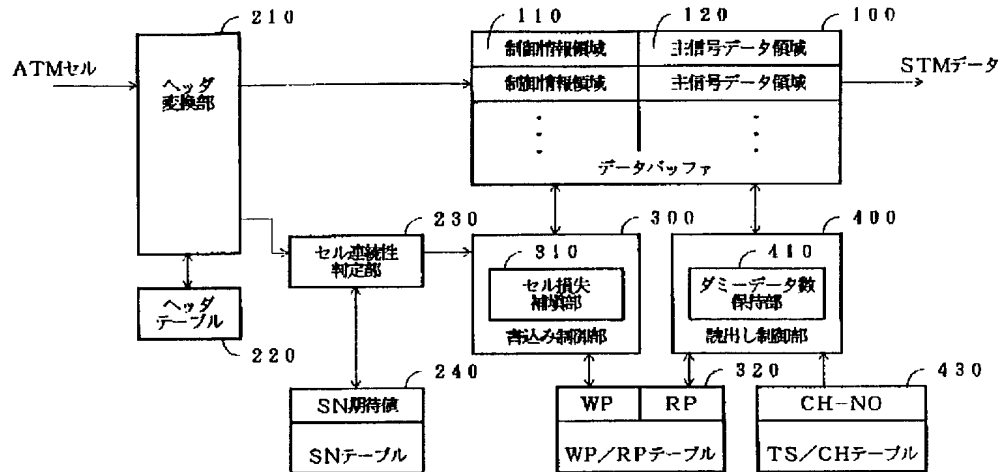 210
110
120
100
ATMセル
ヘッダ
変換部
制御情報領域
主信号データ領域
制御情報領域
主信号データ領域
STMデータ
データバッファ
230
300
400
セル連続性
判定部
310
セル損失
補填部
書込み制御部
410
ダミーデータ数
保持部
読出し制御部
ヘッダ
テーブル
220
240
320
430
SN期待値
SNテーブル
WP
RP
WP/RPテーブル
CH-NO
TS/CHテーブル